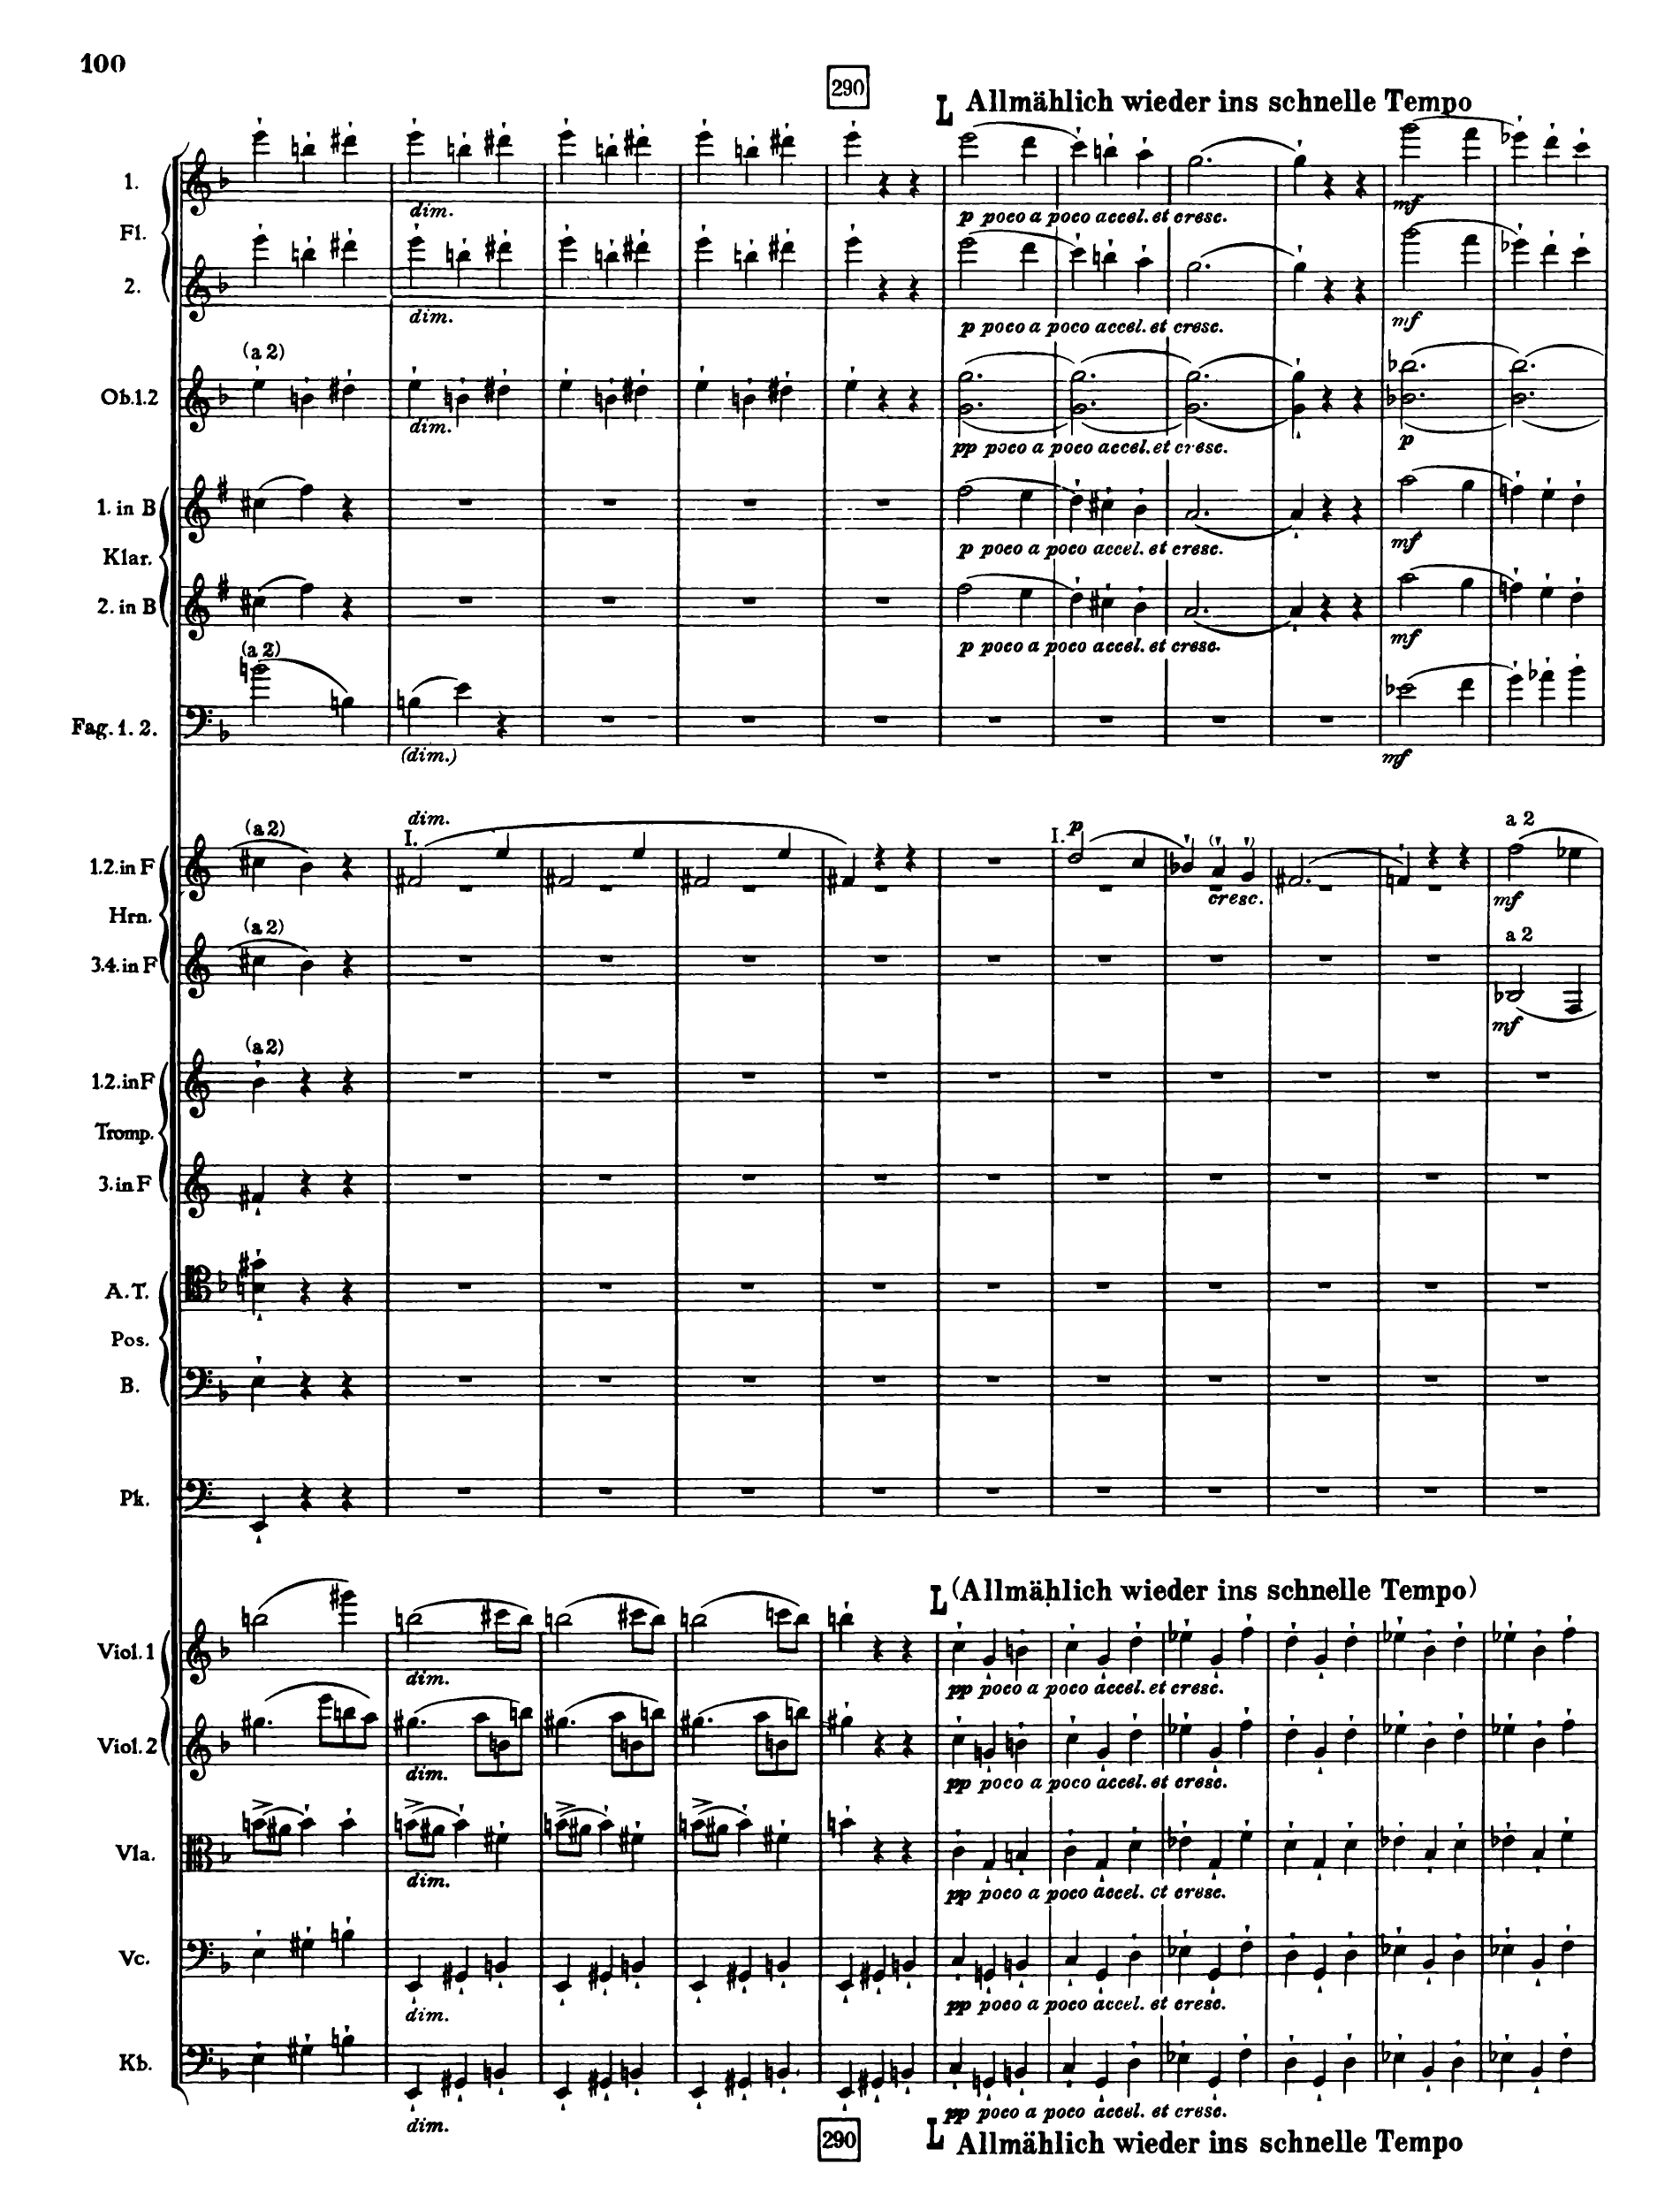 100
290
L Allmählich wieder ins schnelle Tempo
1.
dim.
p poco a poco accel. et cresc.
mf
Fl.
2.
dim.
p poco a poco accel. et cresc.
mf
(a 2)
Ob.1.2
dim.
pp poco a poco accel. et cresc.
p
1. in B
p poco a poco accel. et cresc.
mf
Klar.
2. in B
p poco a poco accel. et cresc.
mf
(a 2)
Fag. 1. 2.
(dim.)
mf
dim.
(a 2)
I.
I.
p
a 2
1.2. in F
cresc.
mf
Hrn.
(a 2)
a 2
3.4. in F
mf
(a 2)
1.2. in F
Tromp.
3. in F
A. T.
Pos.
B.
Pk.
L (Allmählich wieder ins schnelle Tempo)
Viol. 1
dim.
pp poco a poco accel. et cresc.
Viol. 2
dim.
pp poco a poco accel. et cresc.
Vla.
dim.
pp poco a poco accel. et cresc.
Vc.
dim.
pp poco a poco accel. et cresc.
Kb.
dim.
pp poco a poco accel. et cresc.
290
L Allmählich wieder ins schnelle Tempo